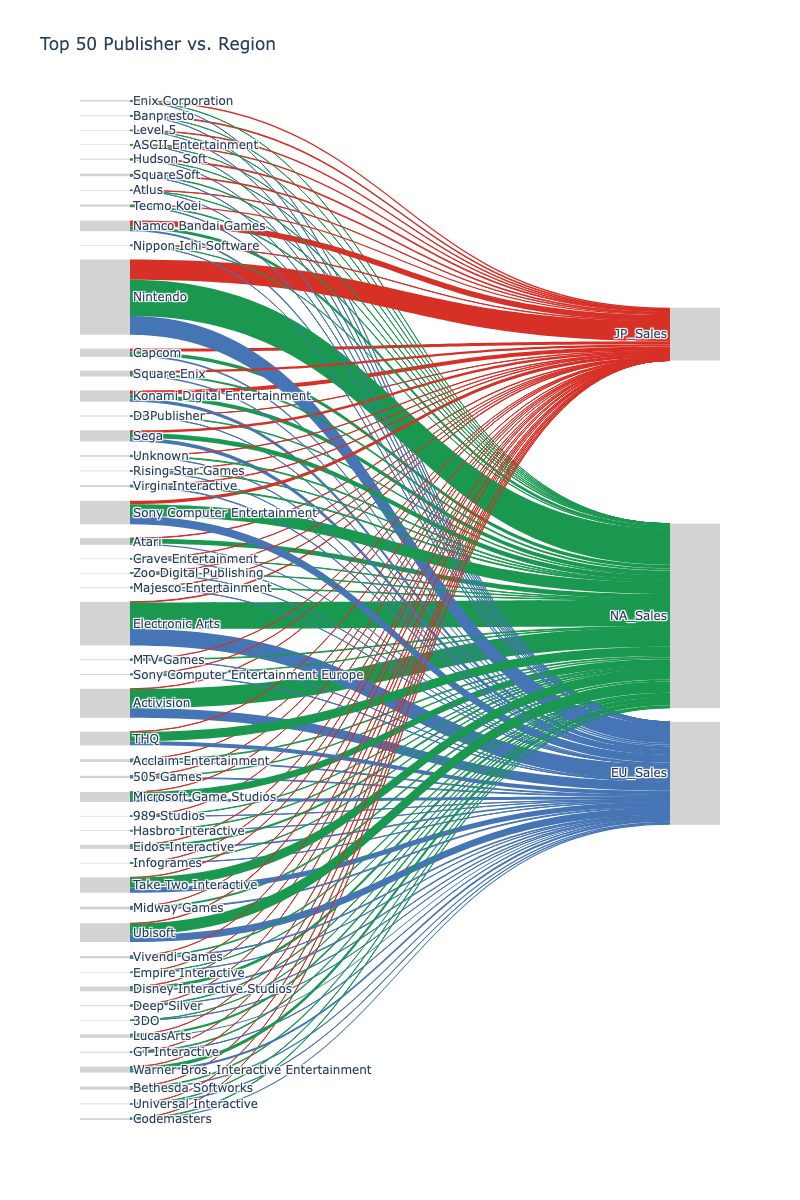 Top 50 Publisher vs. Region
Enix Corporation
Banpresto
Level 5
ASCII Entertainment
Hudson Soft
SquareSoft
Atlus
Tecmo Koei
Namco Bandai Games
Nippon Ichi Software
Nintendo
JP_Sales
Capcom
Square Enix
Konami Digital Entertainment
D3Publisher
Sega
Unknown
Rising Star Games
Virgin Interactive
Sony Computer Entertainment
Atari
Crave Entertainment
Zoo Digital Publishing
Majesco Entertainment
NA_Sales
Electronic Arts
MTV Games
Sony Computer Entertainment Europe
Activision
THQ
Acclaim Entertainment
EU_Sales
505 Games
Microsoft Game Studios
989 Studios
Hasbro Interactive
Eidos Interactive
Infogrames
Take-Two Interactive
Midway Games
Ubisoft
Vivendi Games
Empire Interactive
Disney Interactive Studios
Deep Silver
3DO
LucasArts
GT Interactive
Warner Bros. Interactive Entertainment
Bethesda Softworks
Universal Interactive
Codemasters